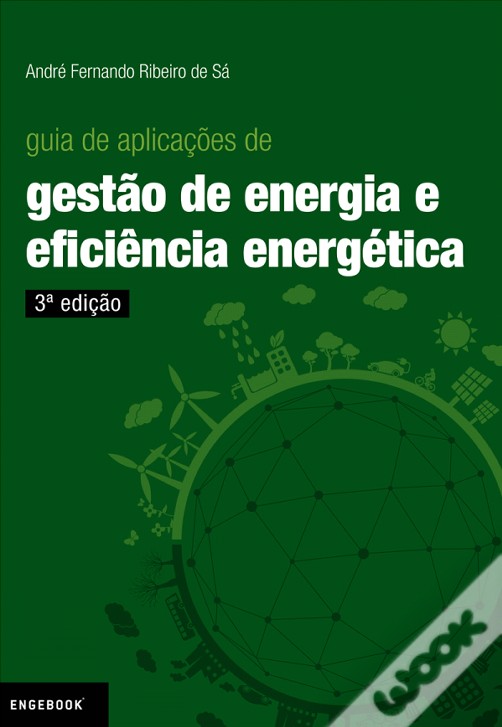 André Fernando Ribeiro de Sá
guia de aplicações de
gestão de energia e
eficiência energética
3ª edição
wook
ENGEBOOK